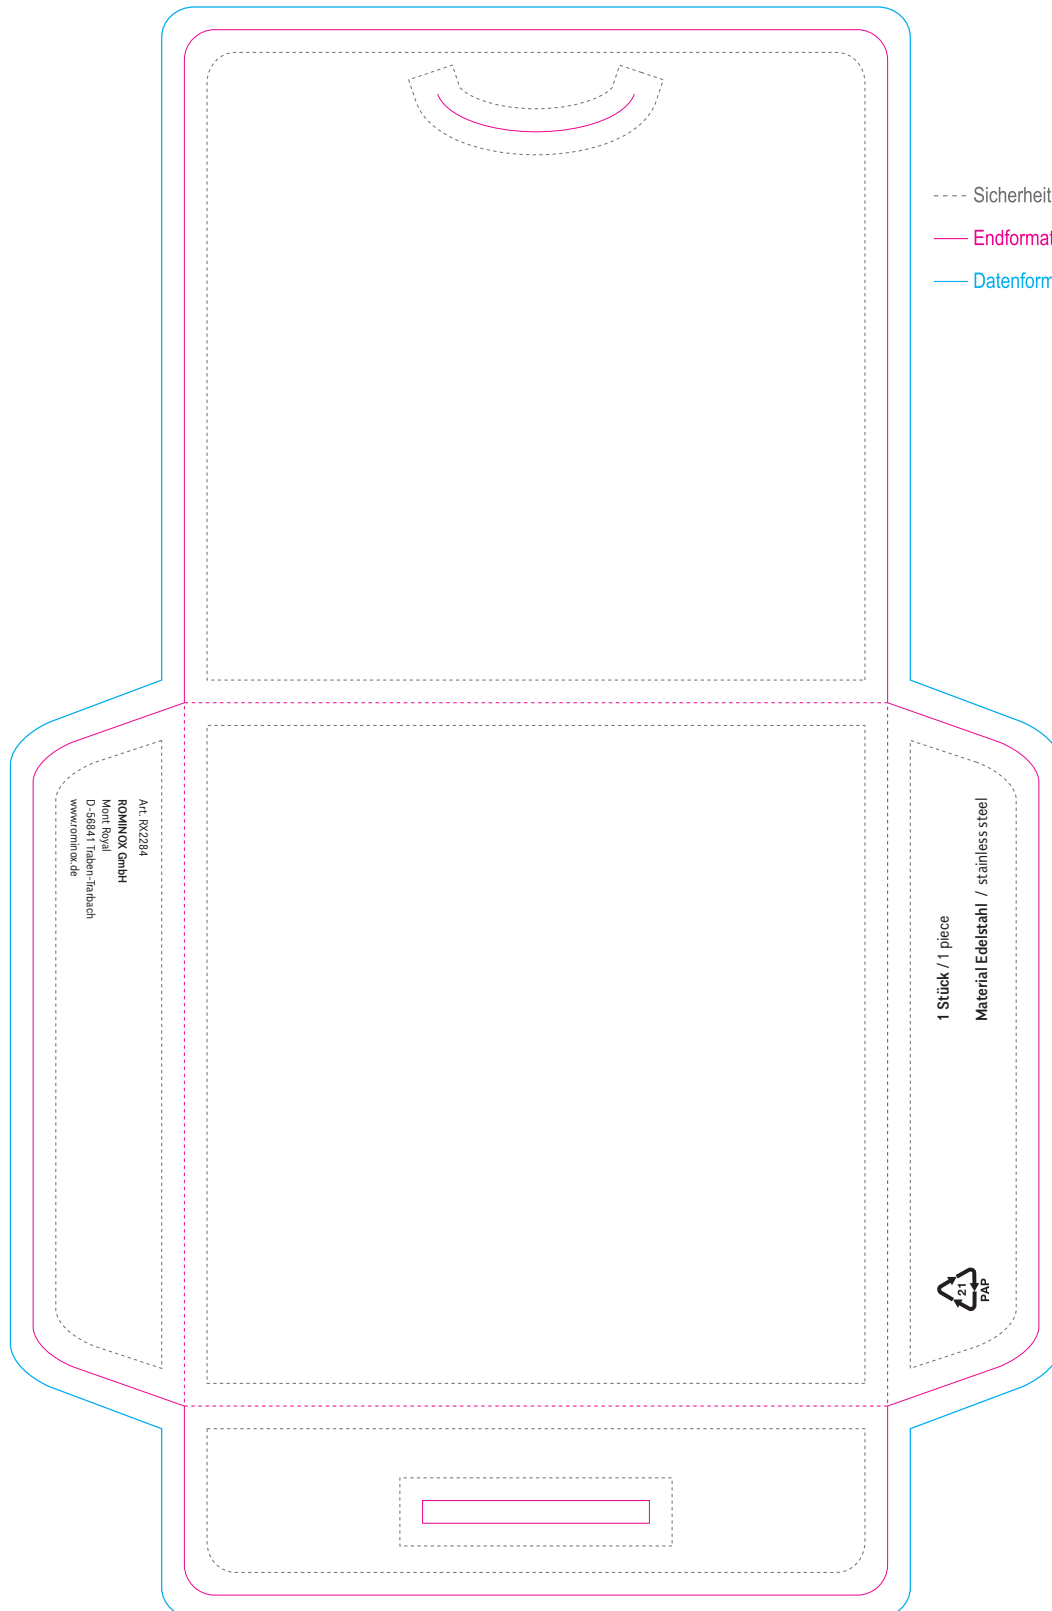 Sicherheit
Endformat
Datenform
Art. RX2284
ROMINOX GmbH
Mont Royal
D-56841 Traben-Trarbach
www.rominox.de
1 Stück / 1 piece
Material Edelstahl / stainless steel
21
PAP